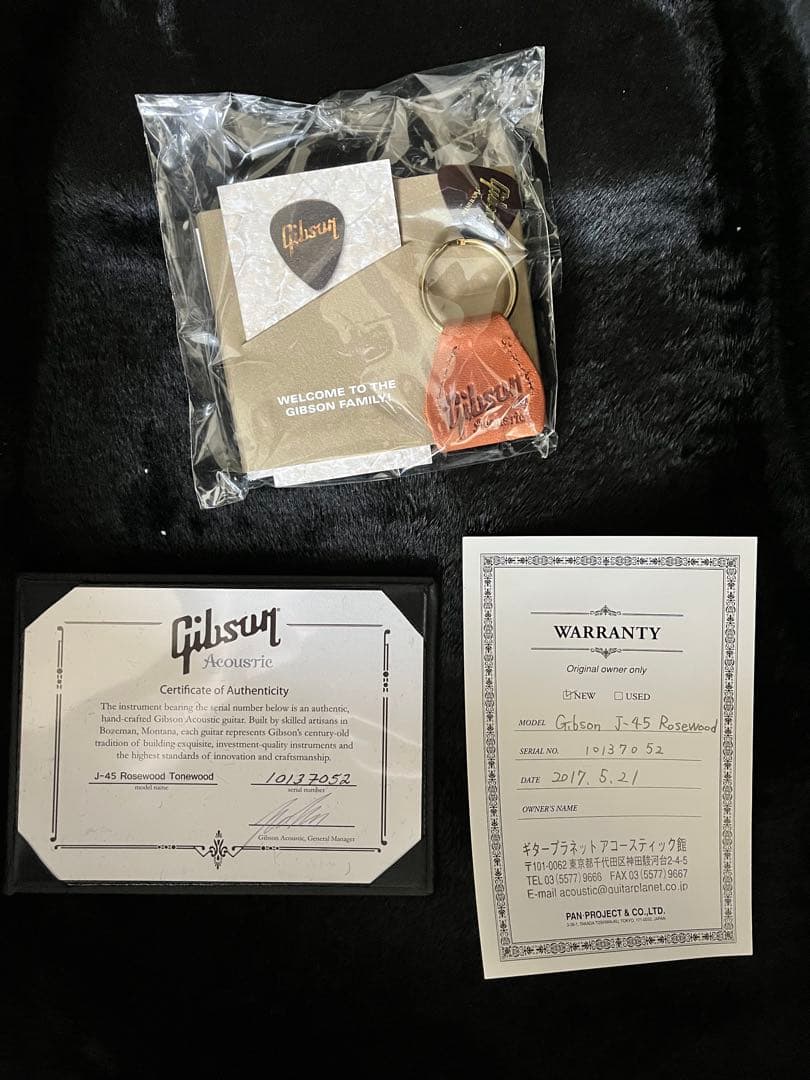 Gibson
Gibson
WELCOME TO THE
GIBSON FAMILY!
Gibson
Acoustic
Gibson
Acoustic
Certificate of Authenticity
The instrument bearing the serial number below is an authentic,
hand-crafted Gibson Acoustic guitar. Built by skilled artisans in
Bozeman, Montana, each guitar represents Gibson's century-old
tradition of building exquisite, investment-quality instruments and
the highest standards of innovation and craftsmanship.
J-45 Rosewood Tonewood
10137052
model name
serial number
Gibson Acoustic, General Manager
WARRANTY
Original owner only
NEW
USED
MODEL Gibson J-45 Rosewood
SERIAL NO. 10137052
DATE 2017.5.21
OWNER'S NAME
ギタープラネット アコースティック館
〒101-0062 東京都千代田区神田駿河台2-4-5
TEL 03 (5577) 9666 FAX 03 (5577) 9667
E-mail acoustic@guitarplanet.co.jp
PAN·PROJECT & CO.,LTD.